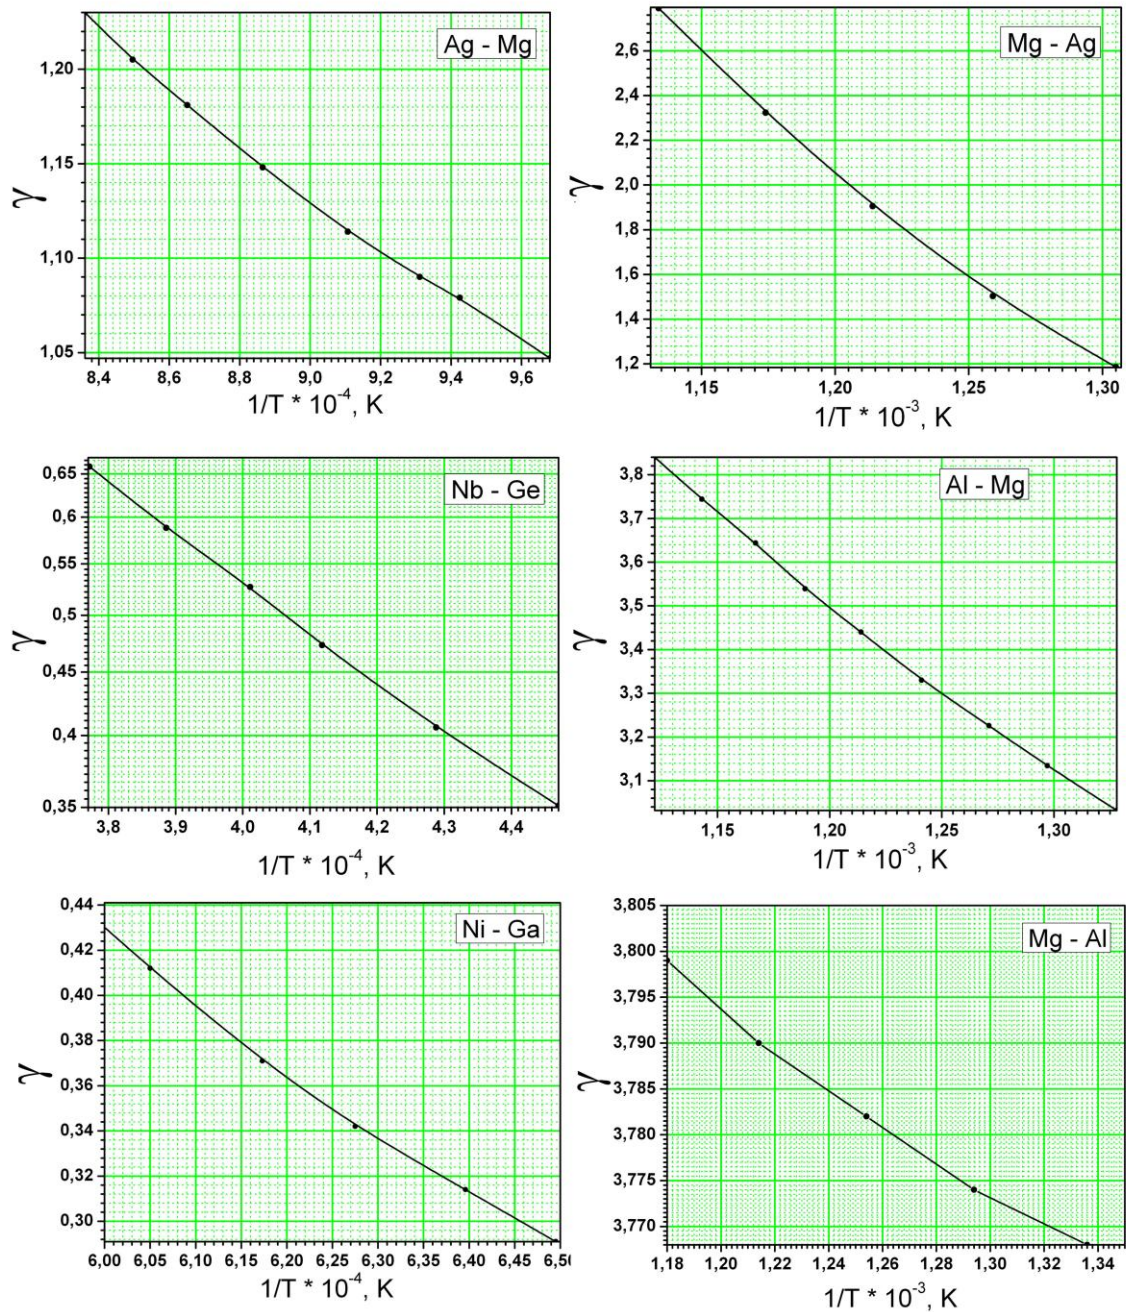 Ag - Mg
γ
1,20
1,15
1,10
1,05
8,4 8,6 8,8 9,0 9,2 9,4 9,6
1/T * 10⁻⁴, K
Mg - Ag
γ
2,6
2,4
2,2
2,0
1,8
1,6
1,4
1,2
1,15 1,20 1,25 1,30
1/T * 10⁻³, K
Nb - Ge
γ
0,65
0,6
0,55
0,5
0,45
0,4
0,35
3,8 3,9 4,0 4,1 4,2 4,3 4,4
1/T * 10⁻⁴, K
Al - Mg
γ
3,8
3,7
3,6
3,5
3,4
3,3
3,2
3,1
1,15 1,20 1,25 1,30
1/T * 10⁻³, K
Ni - Ga
γ
0,44
0,42
0,40
0,38
0,36
0,34
0,32
0,30
6,00 6,05 6,10 6,15 6,20 6,25 6,30 6,35 6,40 6,45 6,50
1/T * 10⁻⁴, K
Mg - Al
γ
3,805
3,800
3,795
3,790
3,785
3,780
3,775
3,770
1,18 1,20 1,22 1,24 1,26 1,28 1,30 1,32 1,34
1/T * 10⁻³, K